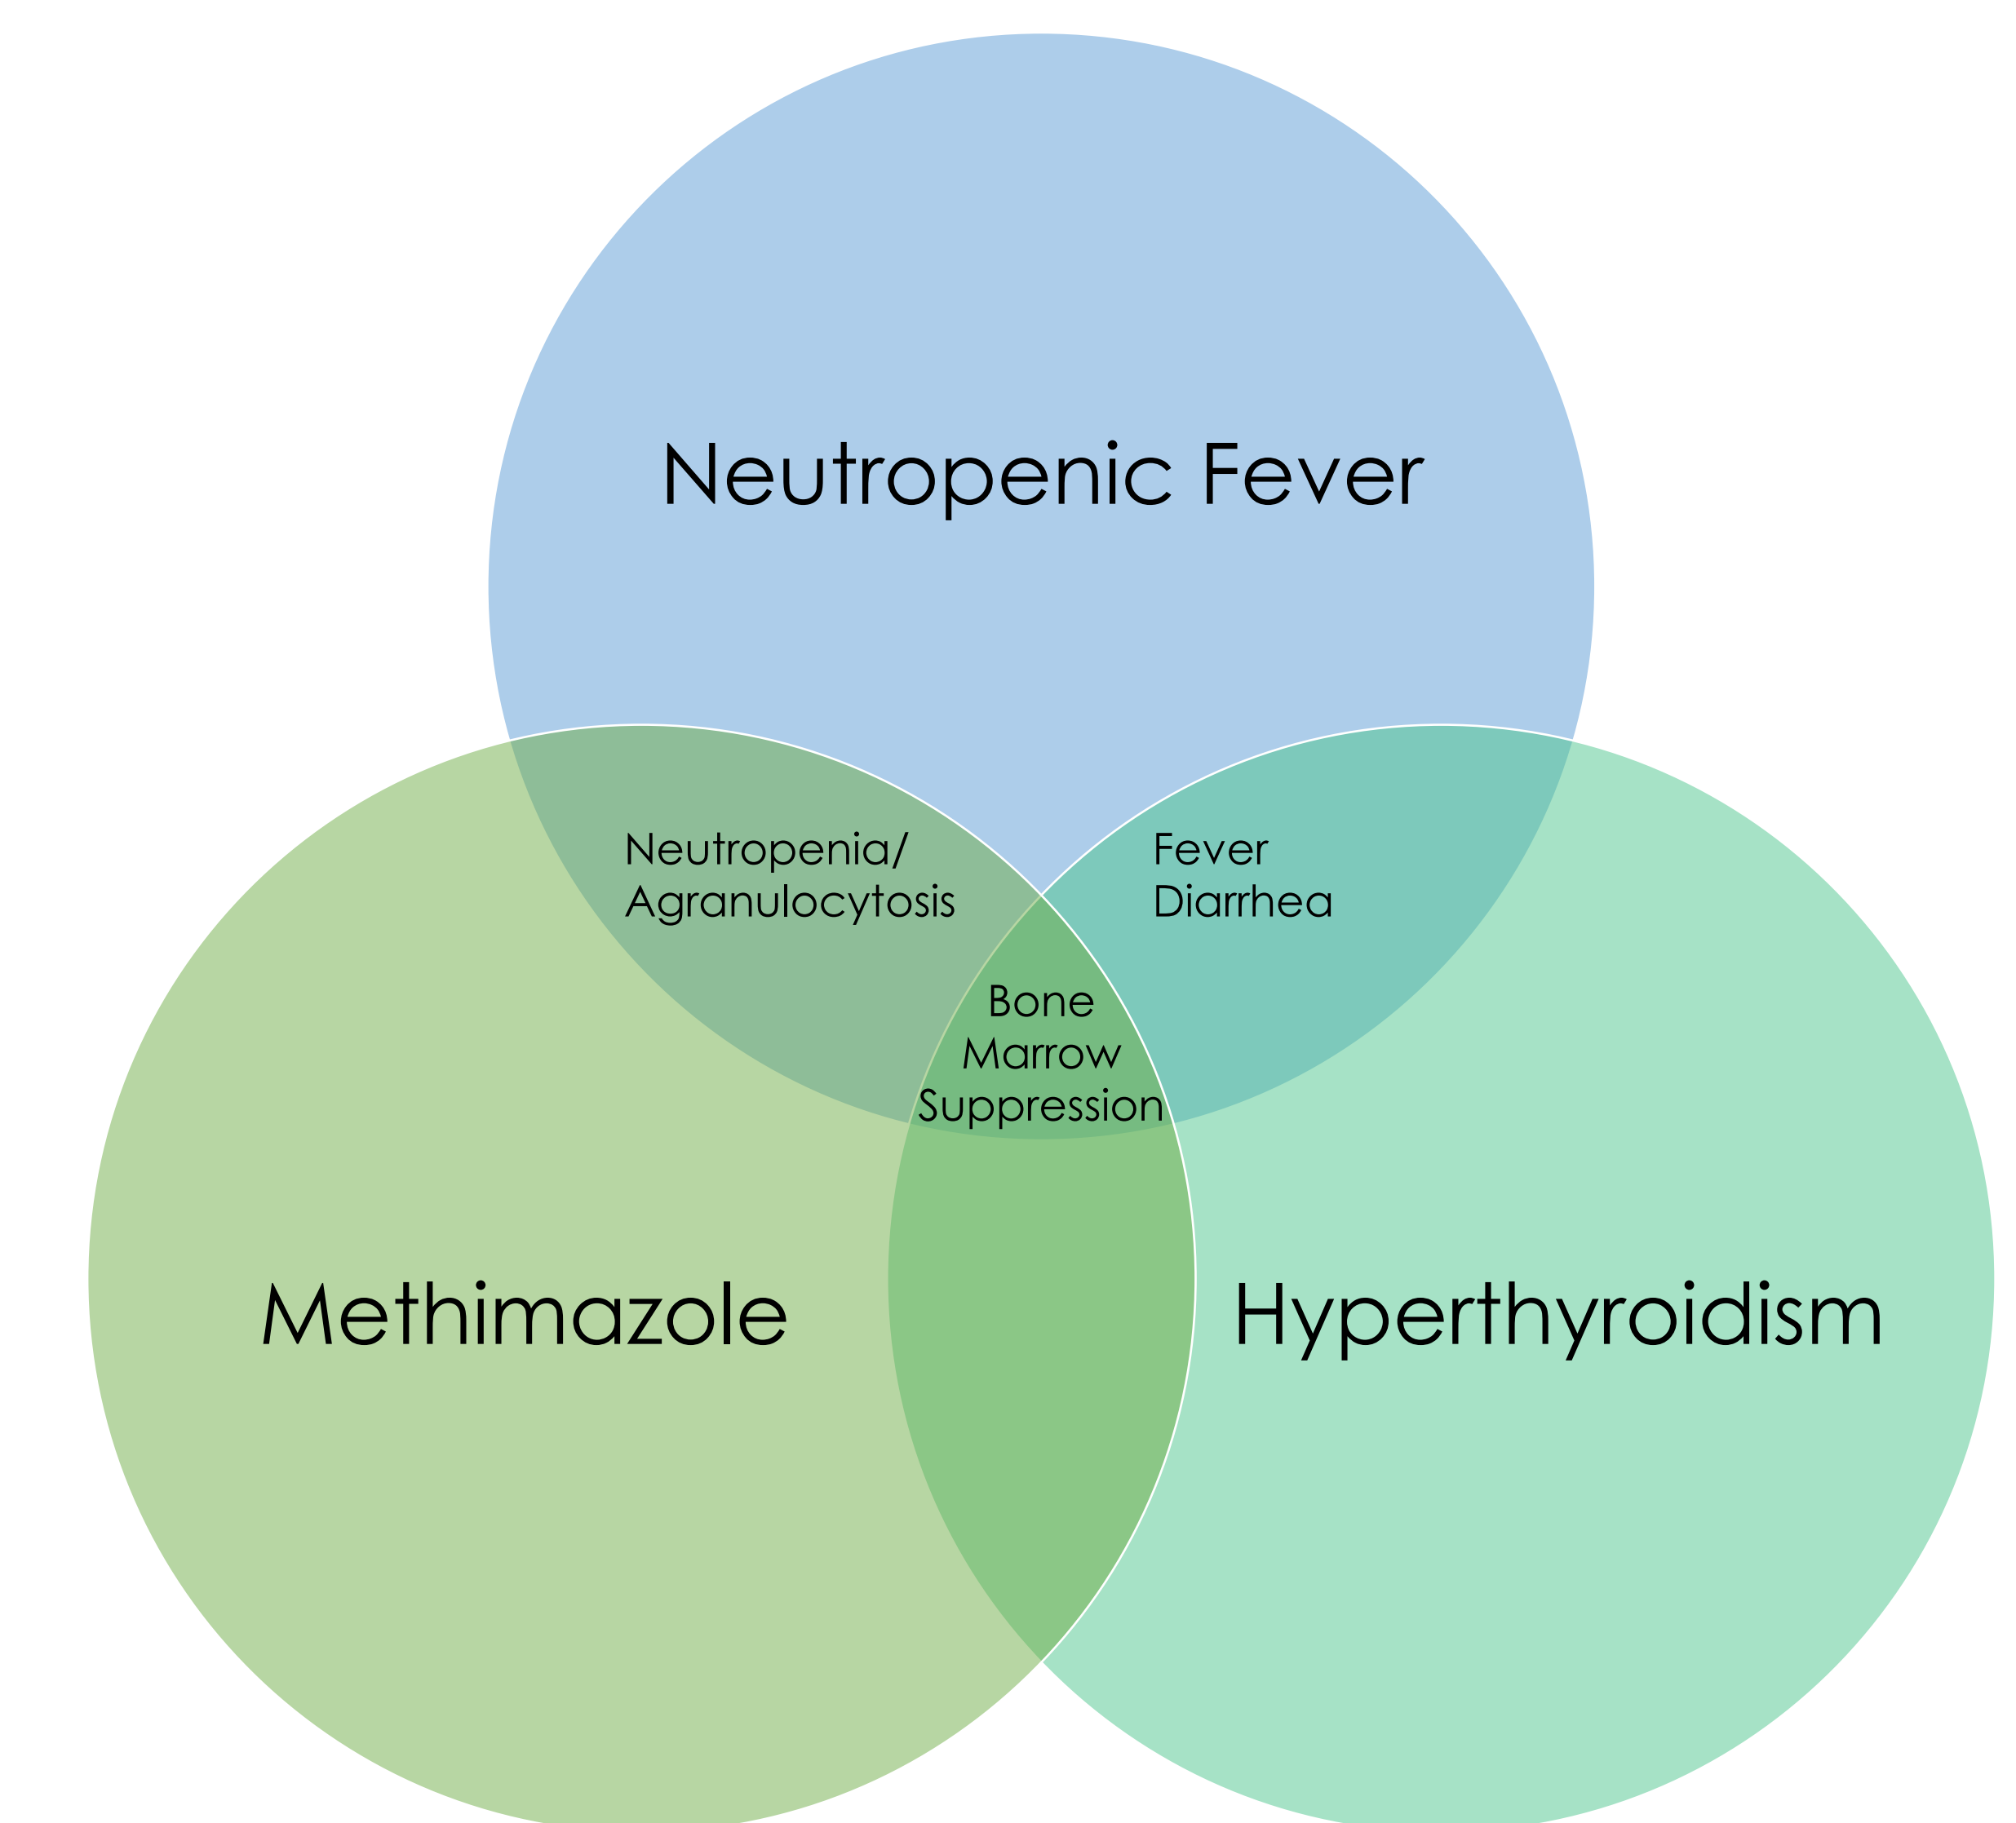 Neutropenic Fever
Neutropenia/
Agranulocytosis
Fever
Diarrhea
Bone
Marrow
Suppression
Methimazole
Hyperthyroidism